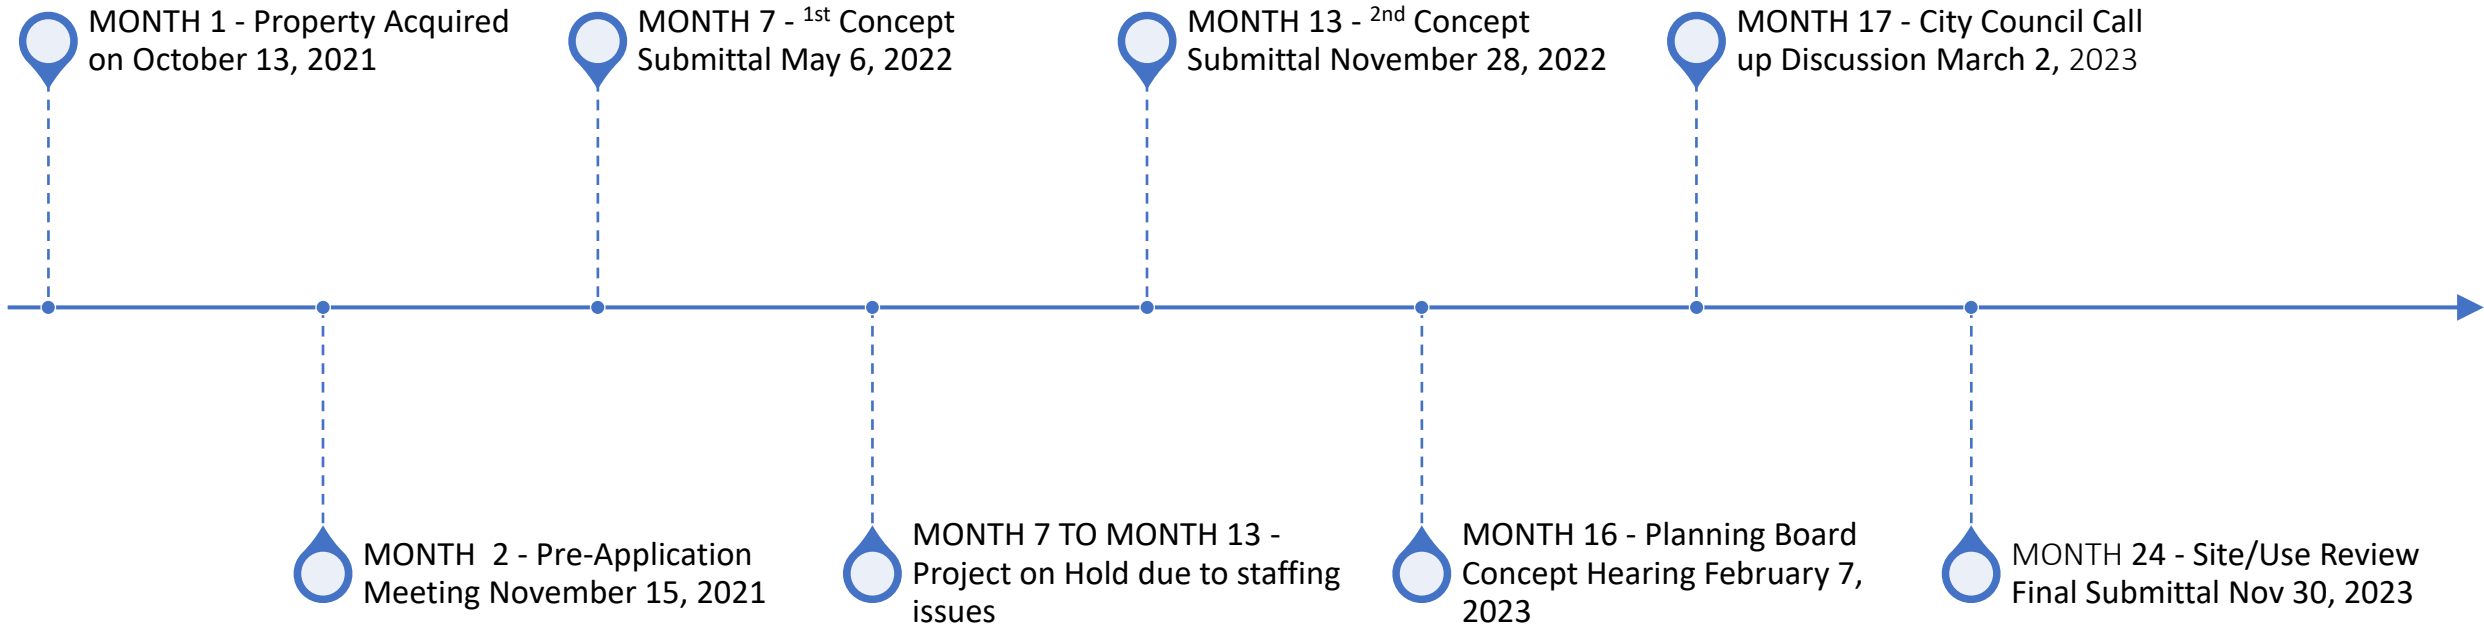 MONTH 1 - Property Acquired
on October 13, 2021
MONTH 7 - 1st Concept
Submittal May 6, 2022
MONTH 13 - 2nd Concept
Submittal November 28, 2022
MONTH 17 - City Council Call
up Discussion March 2, 2023
MONTH  2 - Pre-Application
Meeting November 15, 2021
MONTH 7 TO MONTH 13 -
Project on Hold due to staffing
issues
MONTH 16 - Planning Board
Concept Hearing February 7,
2023
MONTH 24 - Site/Use Review
Final Submittal Nov 30, 2023